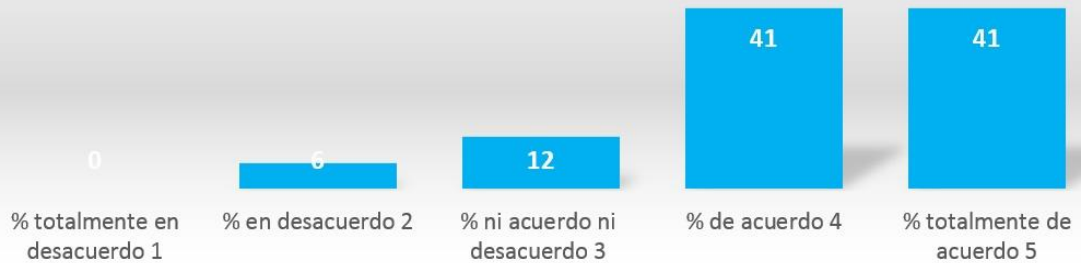 41
41
12
6
0
% totalmente en
desacuerdo 1
% en desacuerdo 2
% ni acuerdo ni
desacuerdo 3
% de acuerdo 4
% totalmente de
acuerdo 5